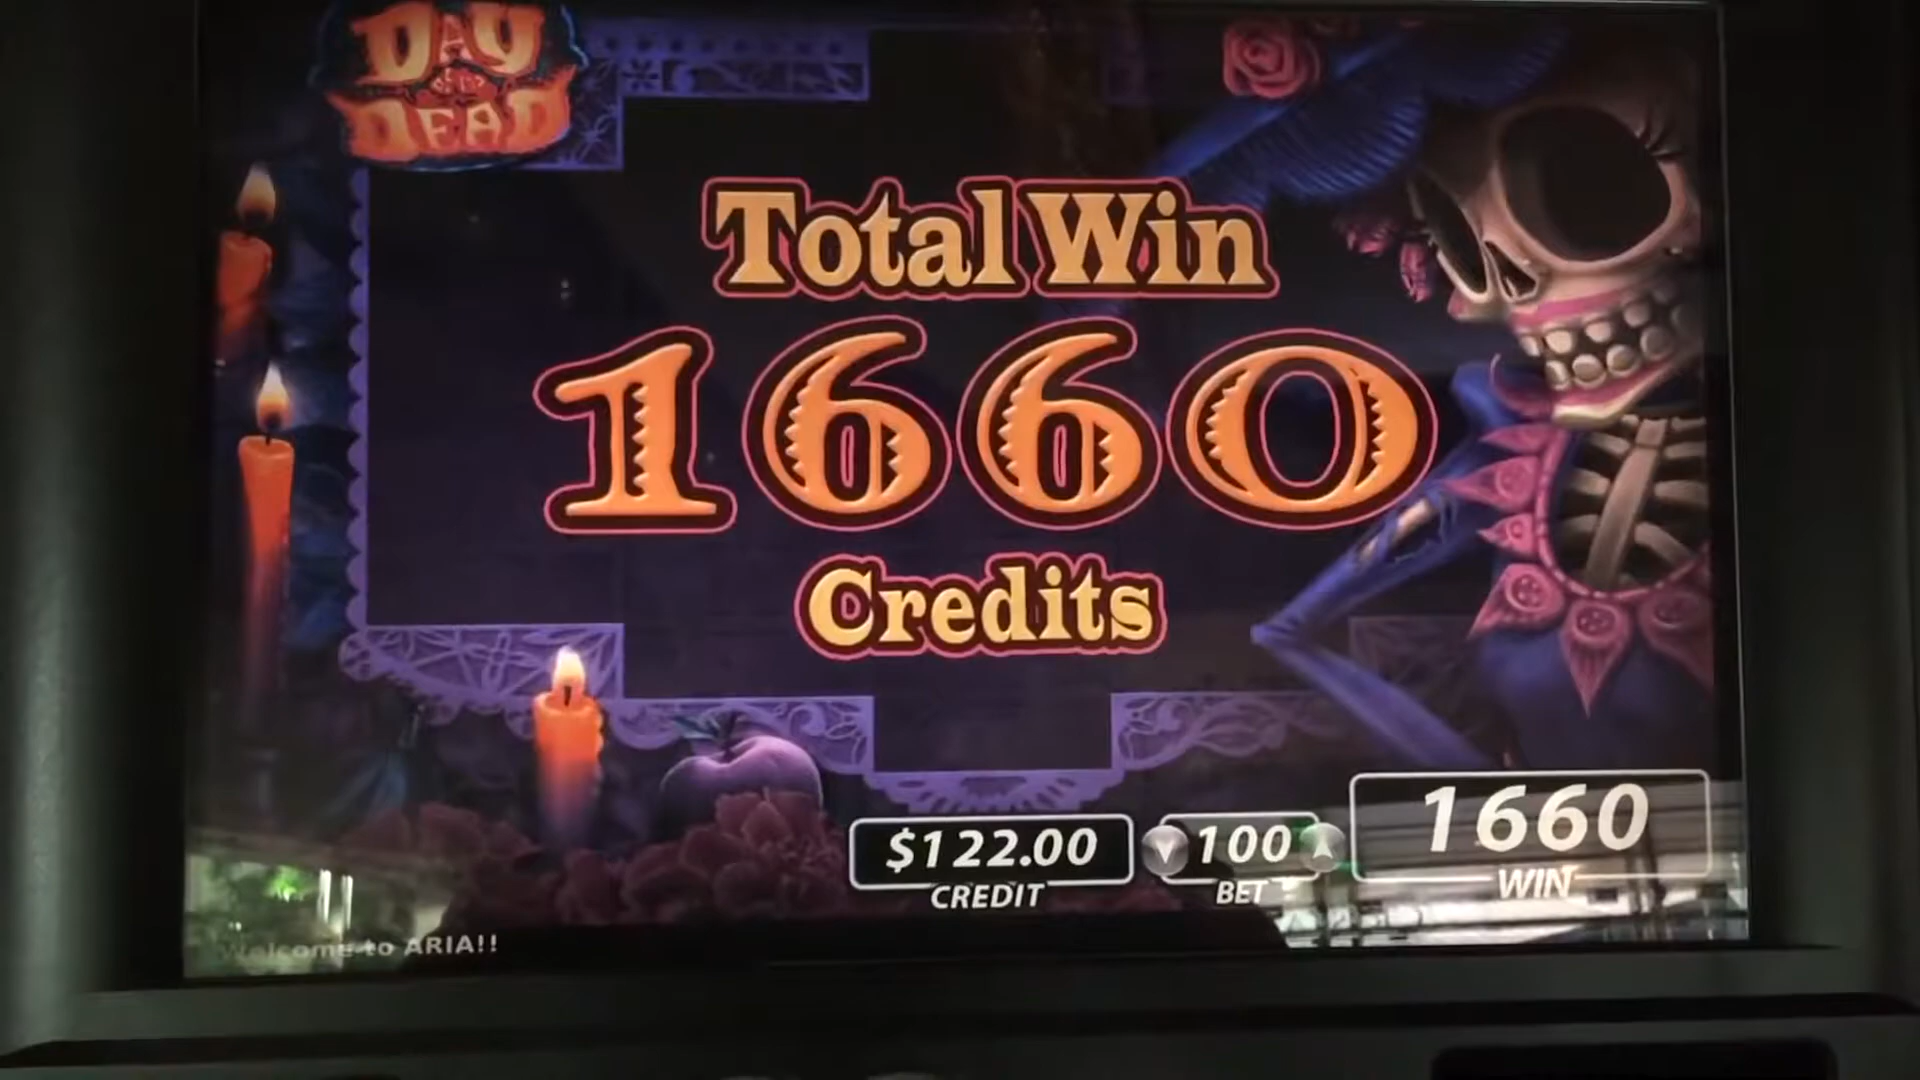 DAY
OF THE
DEAD
Total Win
1660
Credits
$122.00
CREDIT
100
BET
1660
WIN
Welcome to ARIA!!